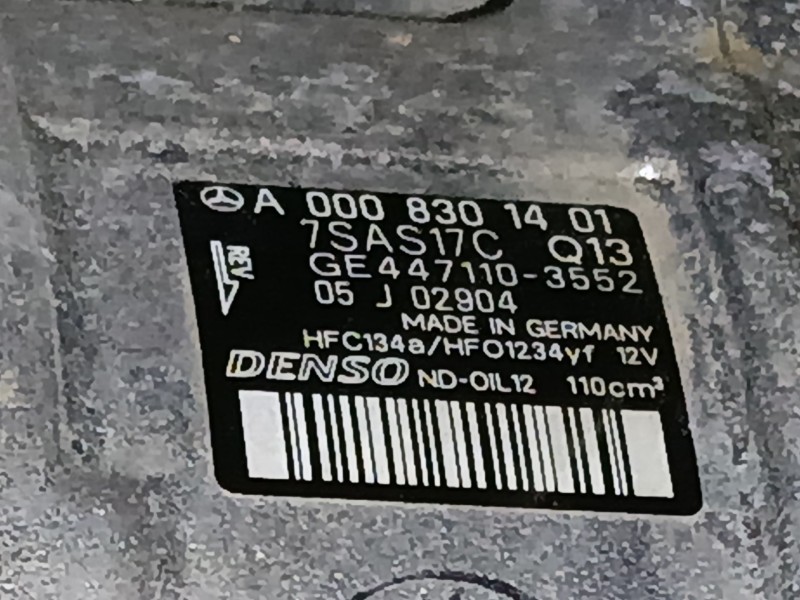 A 000 830 14 01
7SAS17C Q13
REV
GE447110-3552
05 J 02904
MADE IN GERMANY
HFC134a/HFO1234yf 12V
DENSO ND-OIL12 110cm³